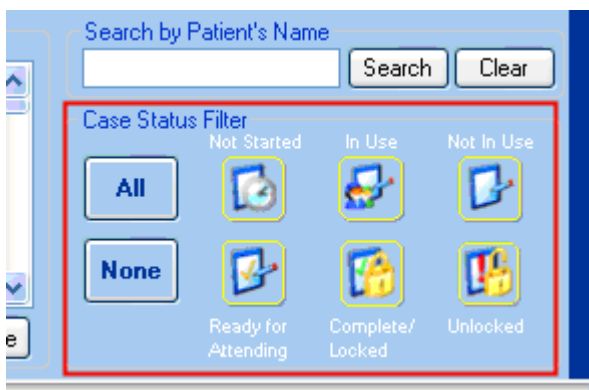 Search by Patient's Name
Search
Clear
Case Status Filter
Not Started
In Use
Not In Use
All
None
Ready for
Attending
Complete/
Locked
Unlocked
e